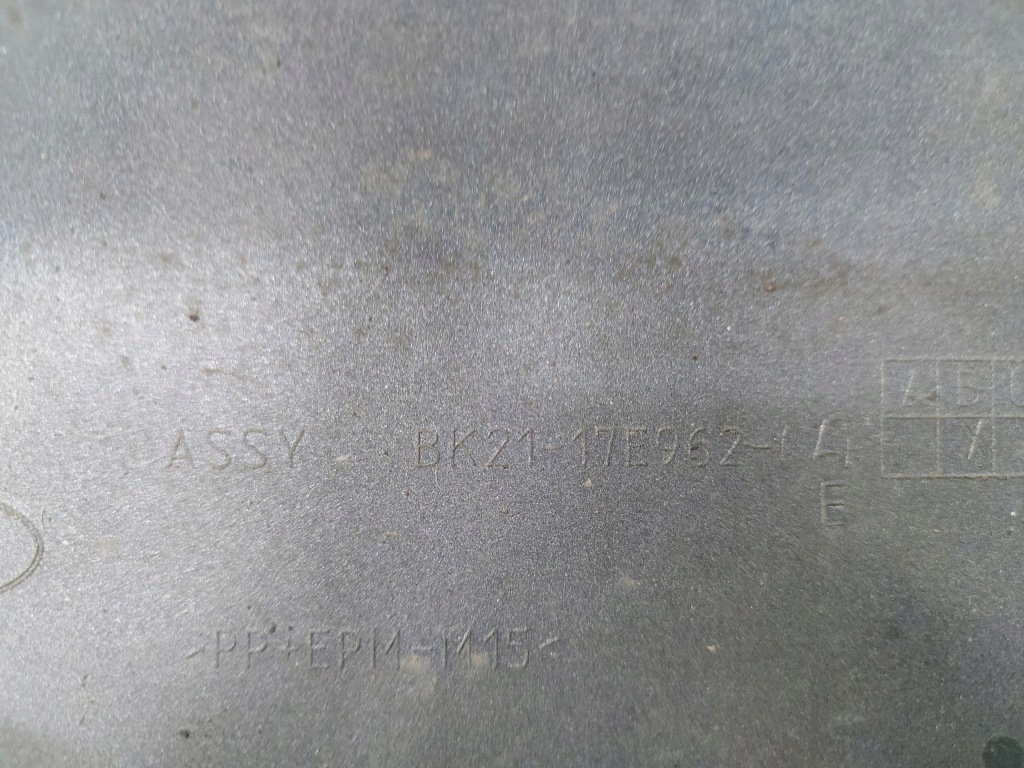 A B
ASSY BK21-17E962-
A
E
>PP+EPM-M15<